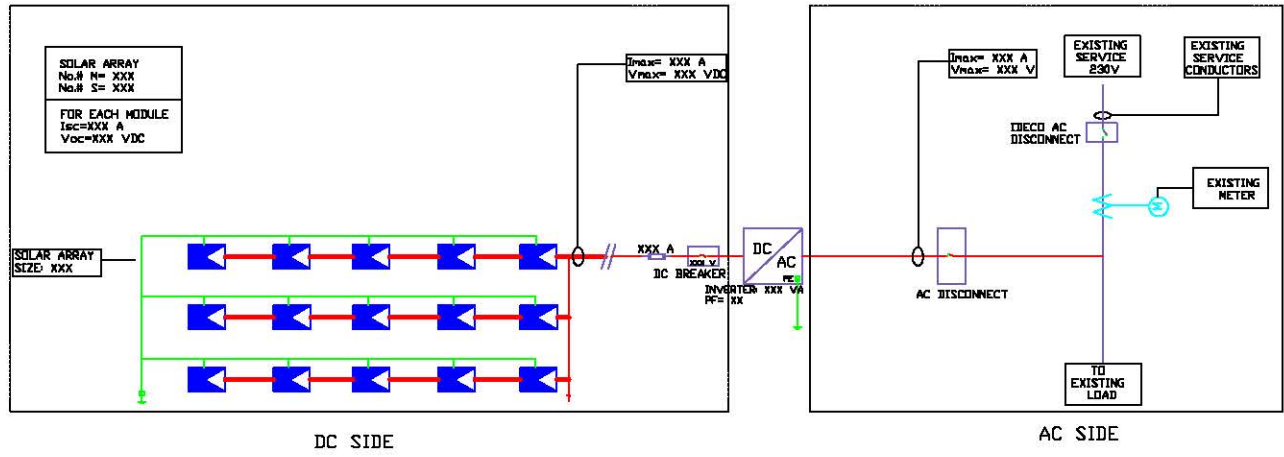 SOLAR ARRAY
No.# M= XXX
No.# S= XXX
FOR EACH MODULE
Isc=XXX A
Voc=XXX VDC
Imax= XXX A
Vmax= XXX VDC
SOLAR ARRAY
SIZE: XXX
XXX A
XXX V
DC BREAKER
DC
AC
PE
INVERTER: XXX VA
PF= XX
DC SIDE
Imax= XXX A
Vmax= XXX V
EXISTING
SERVICE
230V
EXISTING
SERVICE
CONDUCTORS
IDECO AC
DISCONNECT
EXISTING
METER
M
AC DISCONNECT
TO
EXISTING
LOAD
AC SIDE